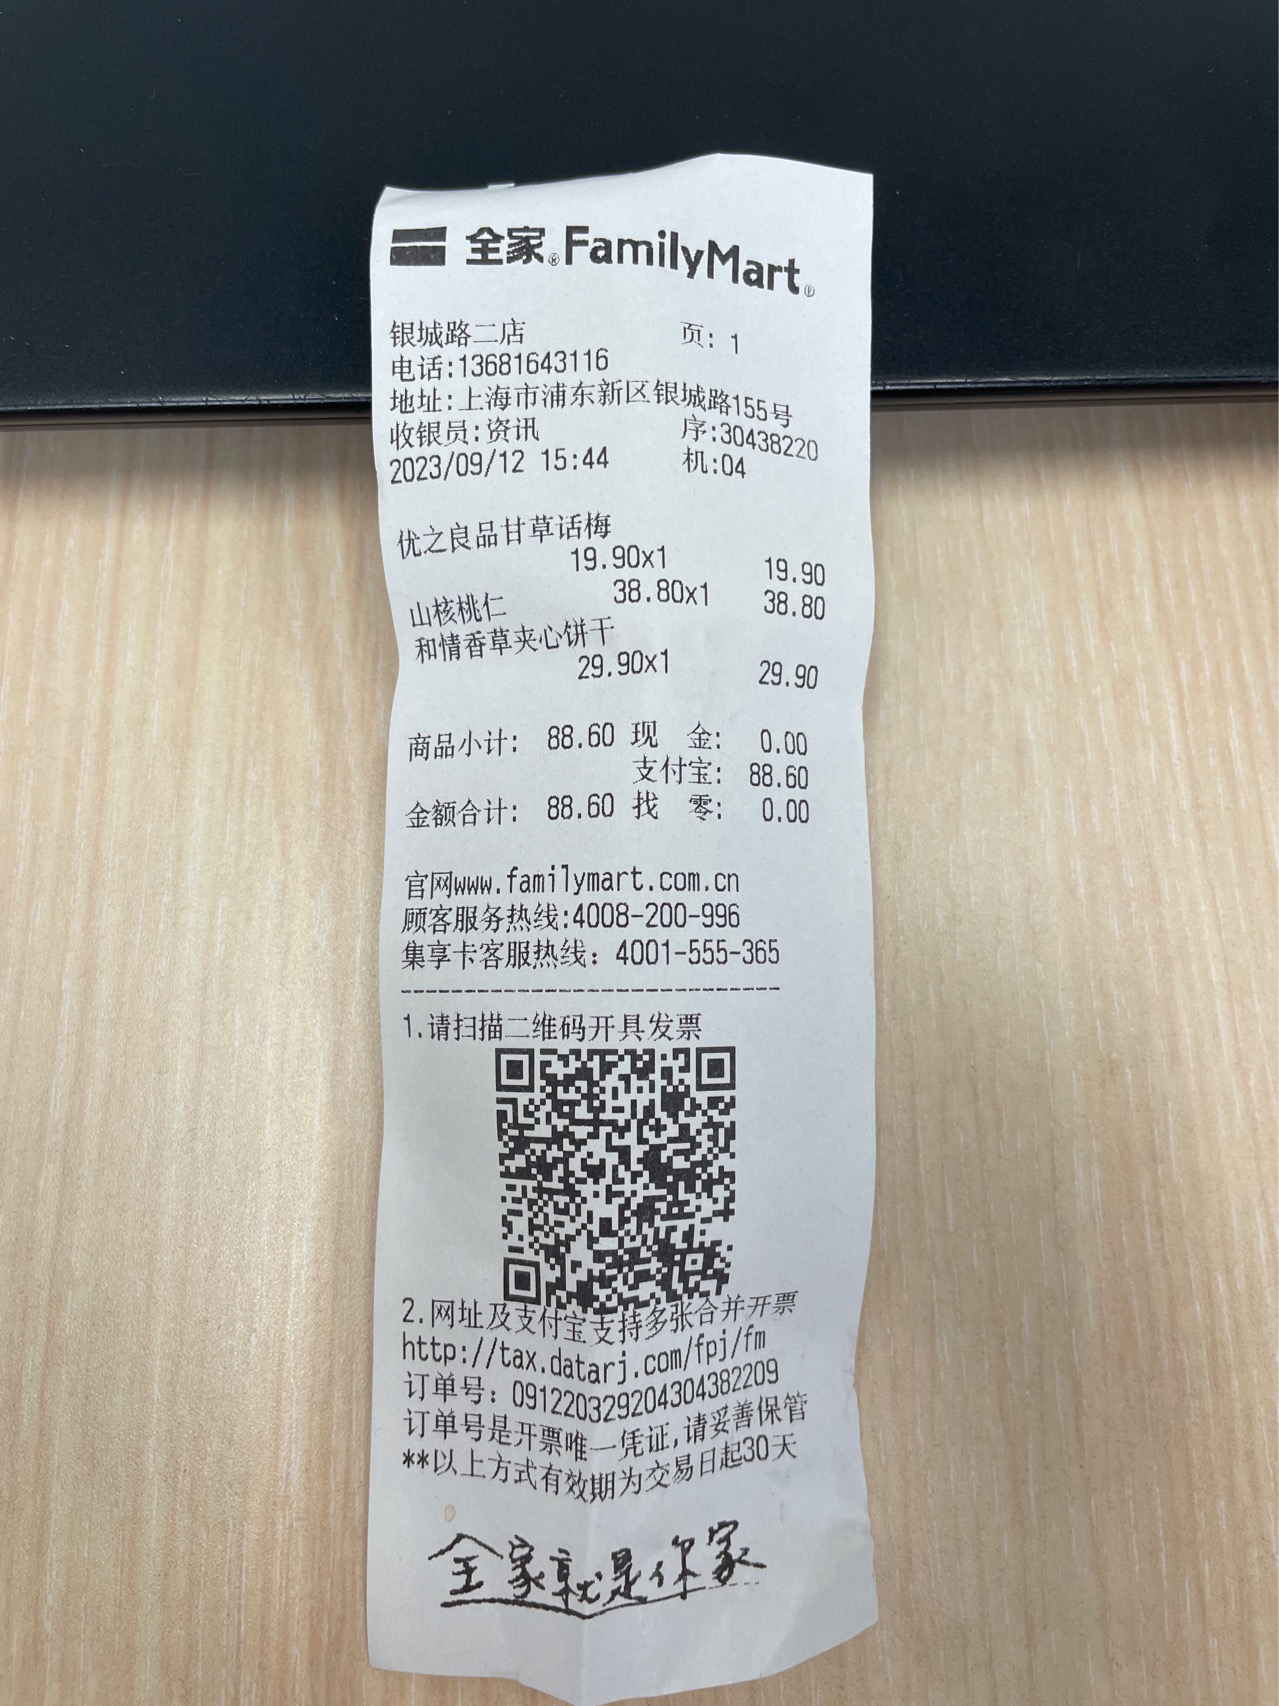 全家® FamilyMart®
银城路二店 页: 1
电话:13681643116
地址:上海市浦东新区银城路155号
收银员:资讯 序:30438220
2023/09/12 15:44 机:04
优之良品甘草话梅
19.90x1 19.90
山核桃仁 38.80x1 38.80
和情香草夹心饼干
29.90x1 29.90
商品小计: 88.60 现 金: 0.00
支付宝: 88.60
金额合计: 88.60 找 零: 0.00
官网www.familymart.com.cn
顾客服务热线:4008-200-996
集享卡客服热线: 4001-555-365
1.请扫描二维码开具发票
2.网址及支付宝支持多张合并开票
http://tax.datarj.com/fpj/fm
订单号: 091220329204304382209
订单号是开票唯一凭证,请妥善保管
**以上方式有效期为交易日起30天
全家就是你家